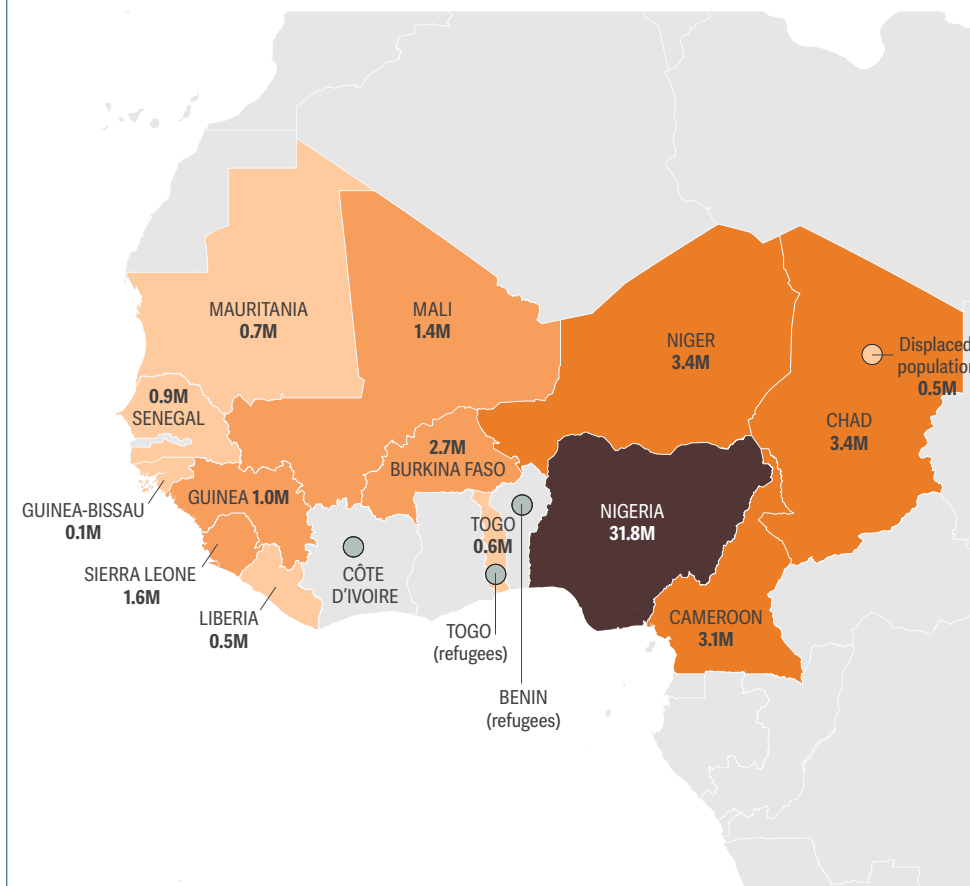 MAURITANIA
0.7M
MALI
1.4M
NIGER
3.4M
Displaced
population
0.5M
CHAD
3.4M
0.9M
SENEGAL
2.7M
BURKINA FASO
GUINEA 1.0M
GUINEA-BISSAU
0.1M
NIGERIA
31.8M
TOGO
0.6M
SIERRA LEONE
1.6M
CÔTE
D'IVOIRE
LIBERIA
0.5M
CAMEROON
3.1M
TOGO
(refugees)
BENIN
(refugees)